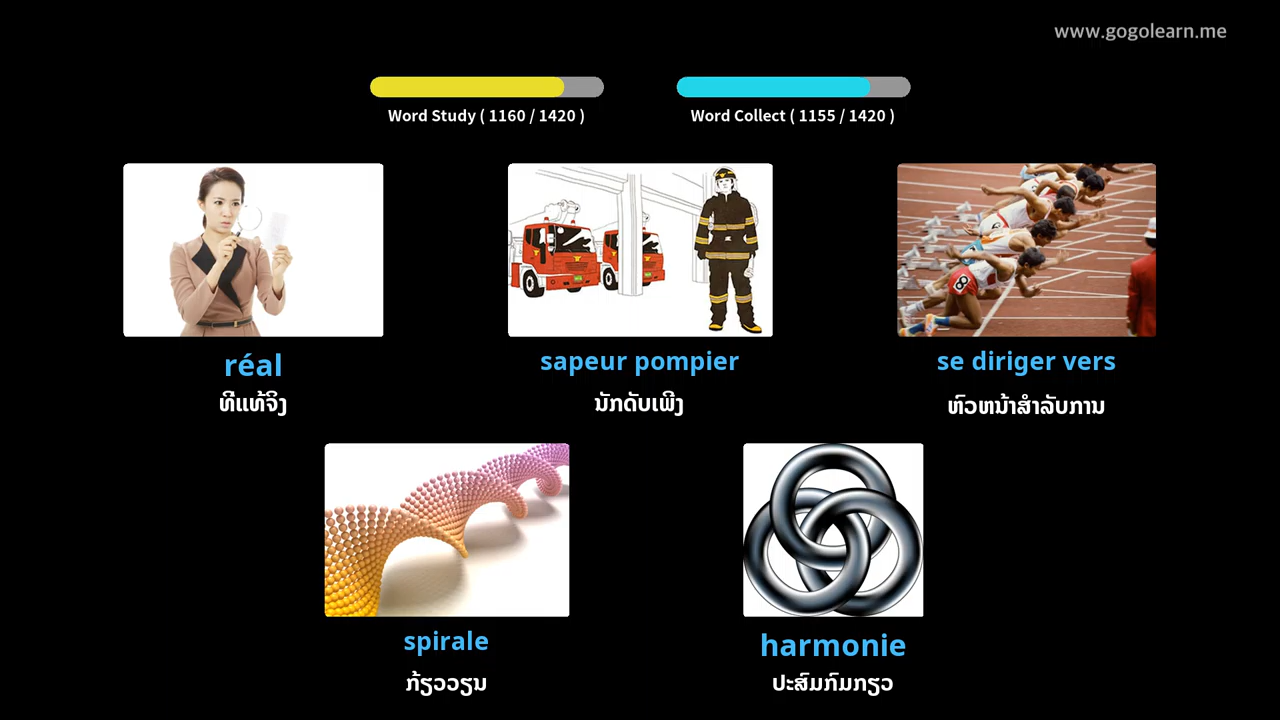 www.gogolearn.me
Word Study ( 1160 / 1420 )
Word Collect ( 1155 / 1420 )
réal
ທີ່ແທ້ຈິງ
sapeur pompier
ນັກດັບເພີງ
se diriger vers
ຫົວຫນ້າສໍາລັບການ
spirale
ກ້ຽວວຽນ
harmonie
ປະສົມກົມກຽວ
8